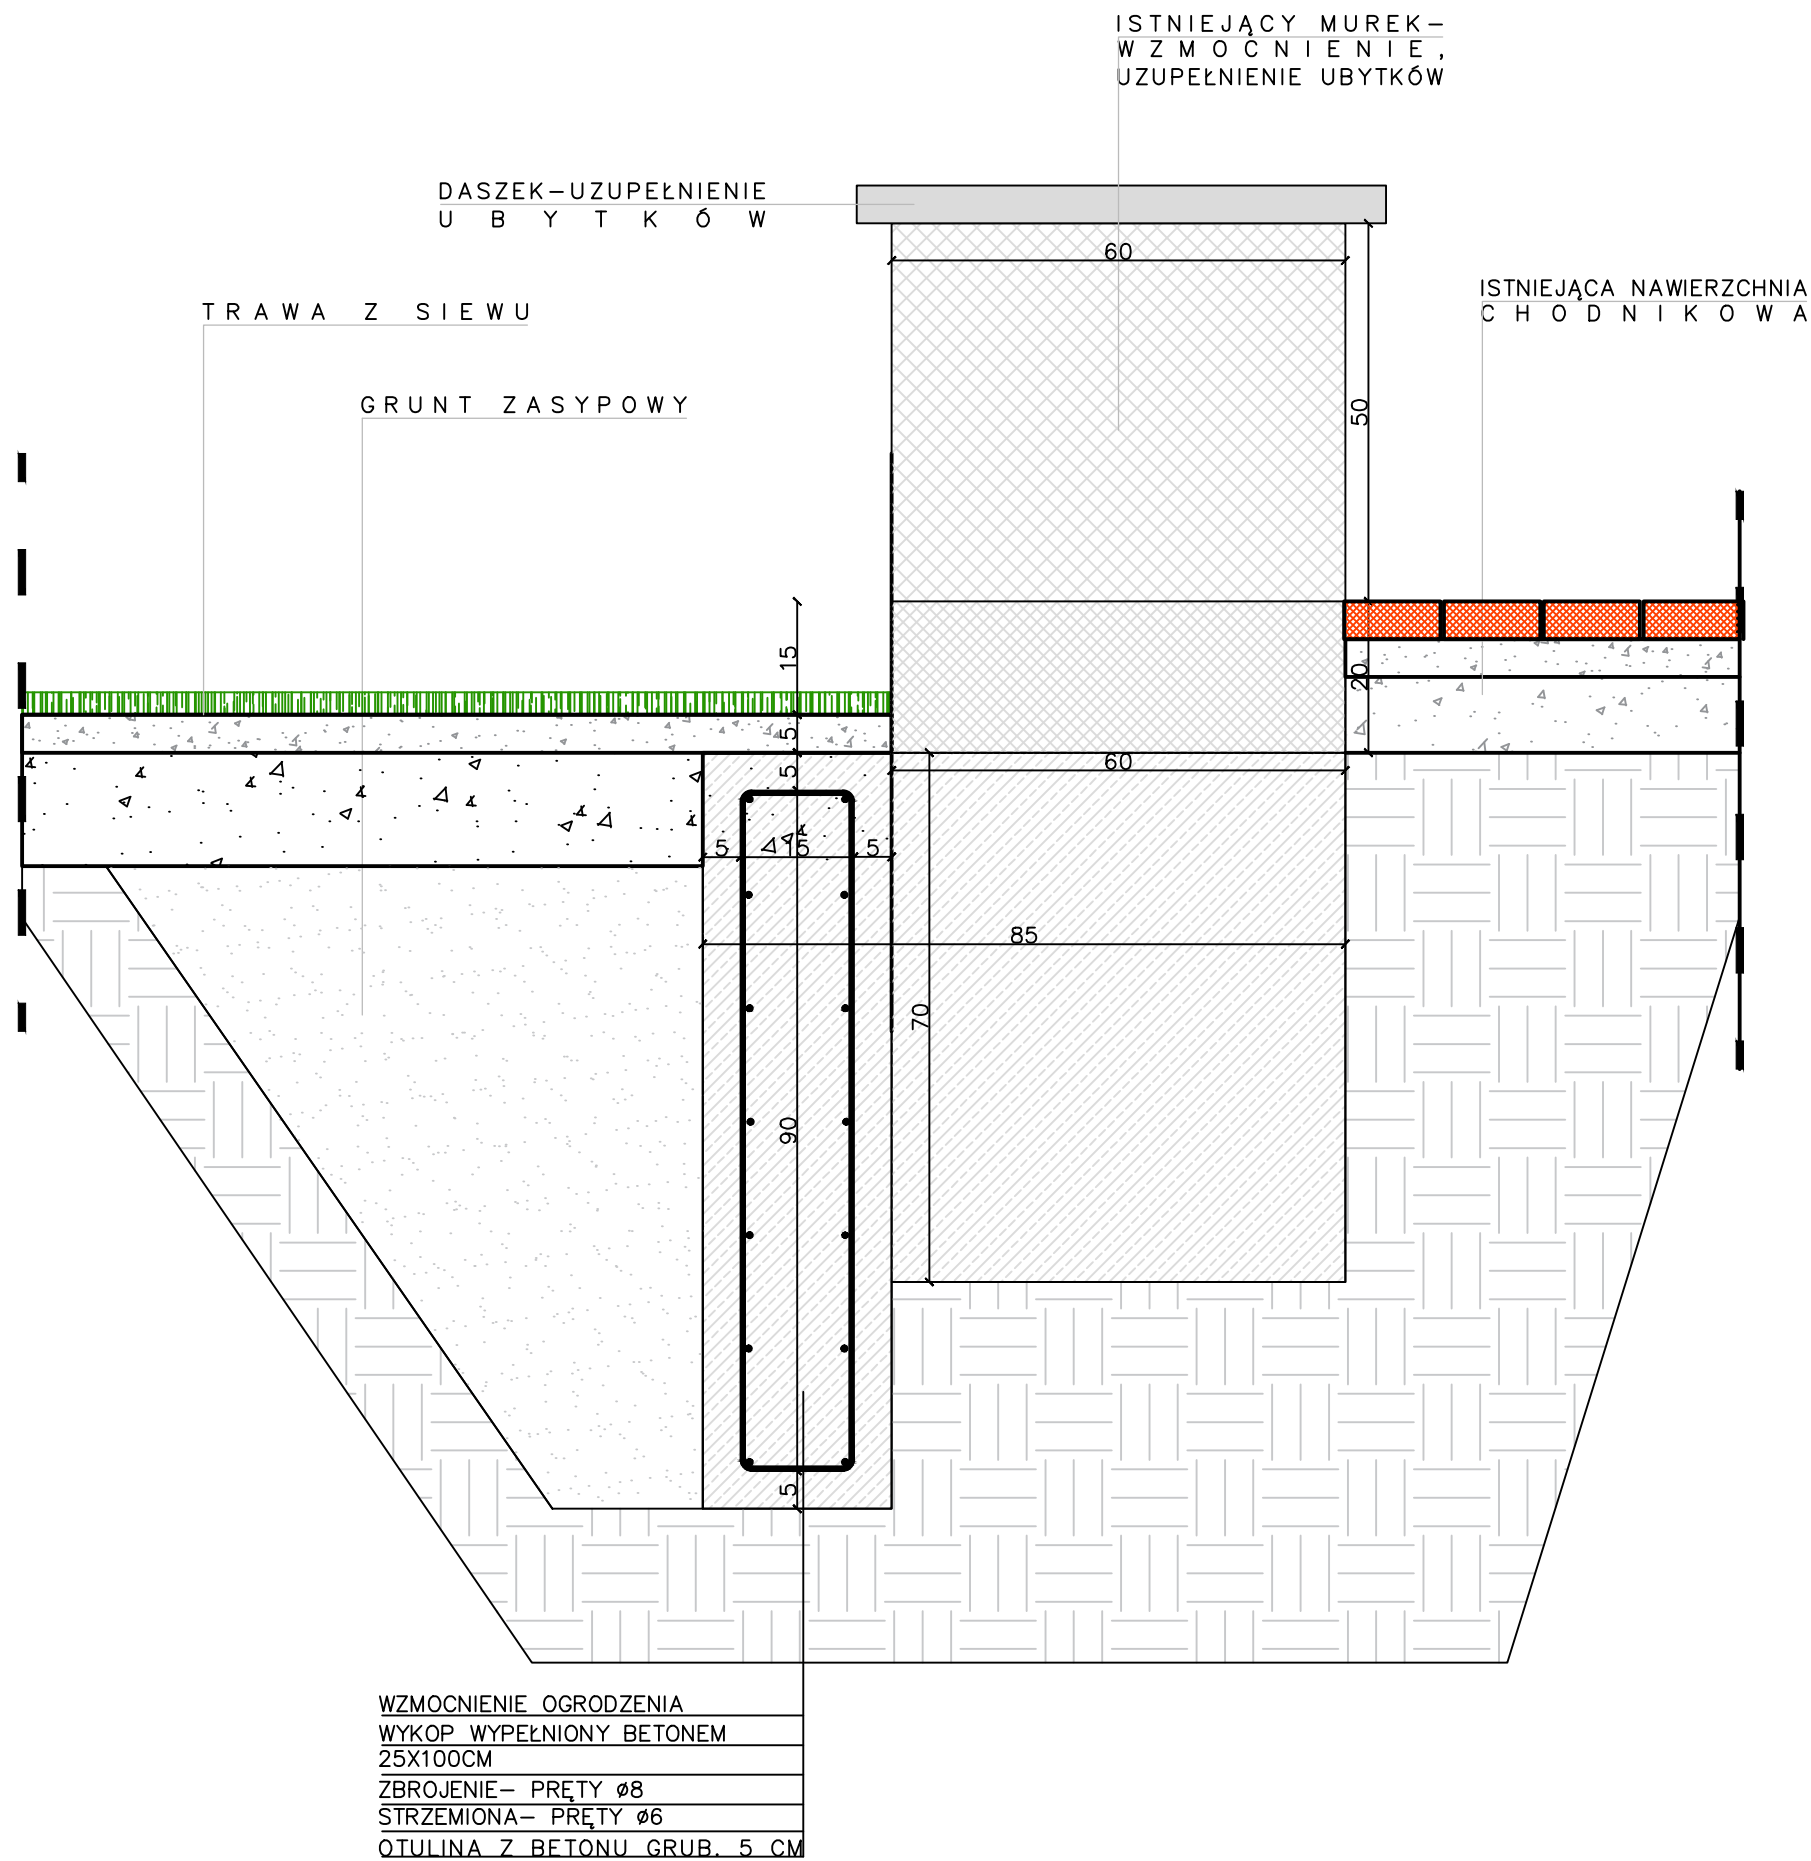 ISTNIEJĄCY MUREK-
WZMOCNIENIE,
UZUPEŁNIENIE UBYTKÓW
DASZEK-UZUPEŁNIENIE
UBYTKÓW
60
ISTNIEJĄCA NAWIERZCHNIA
CHODNIKOWA
TRAWA Z SIEWU
GRUNT ZASYPOWY
50
15
20
5
5
60
5 15 5
85
70
90
5
WZMOCNIENIE OGRODZENIA
WYKOP WYPEŁNIONY BETONEM
25X100CM
ZBROJENIE- PRĘTY ø8
STRZEMIONA- PRĘTY ø6
OTULINA Z BETONU GRUB. 5 CM